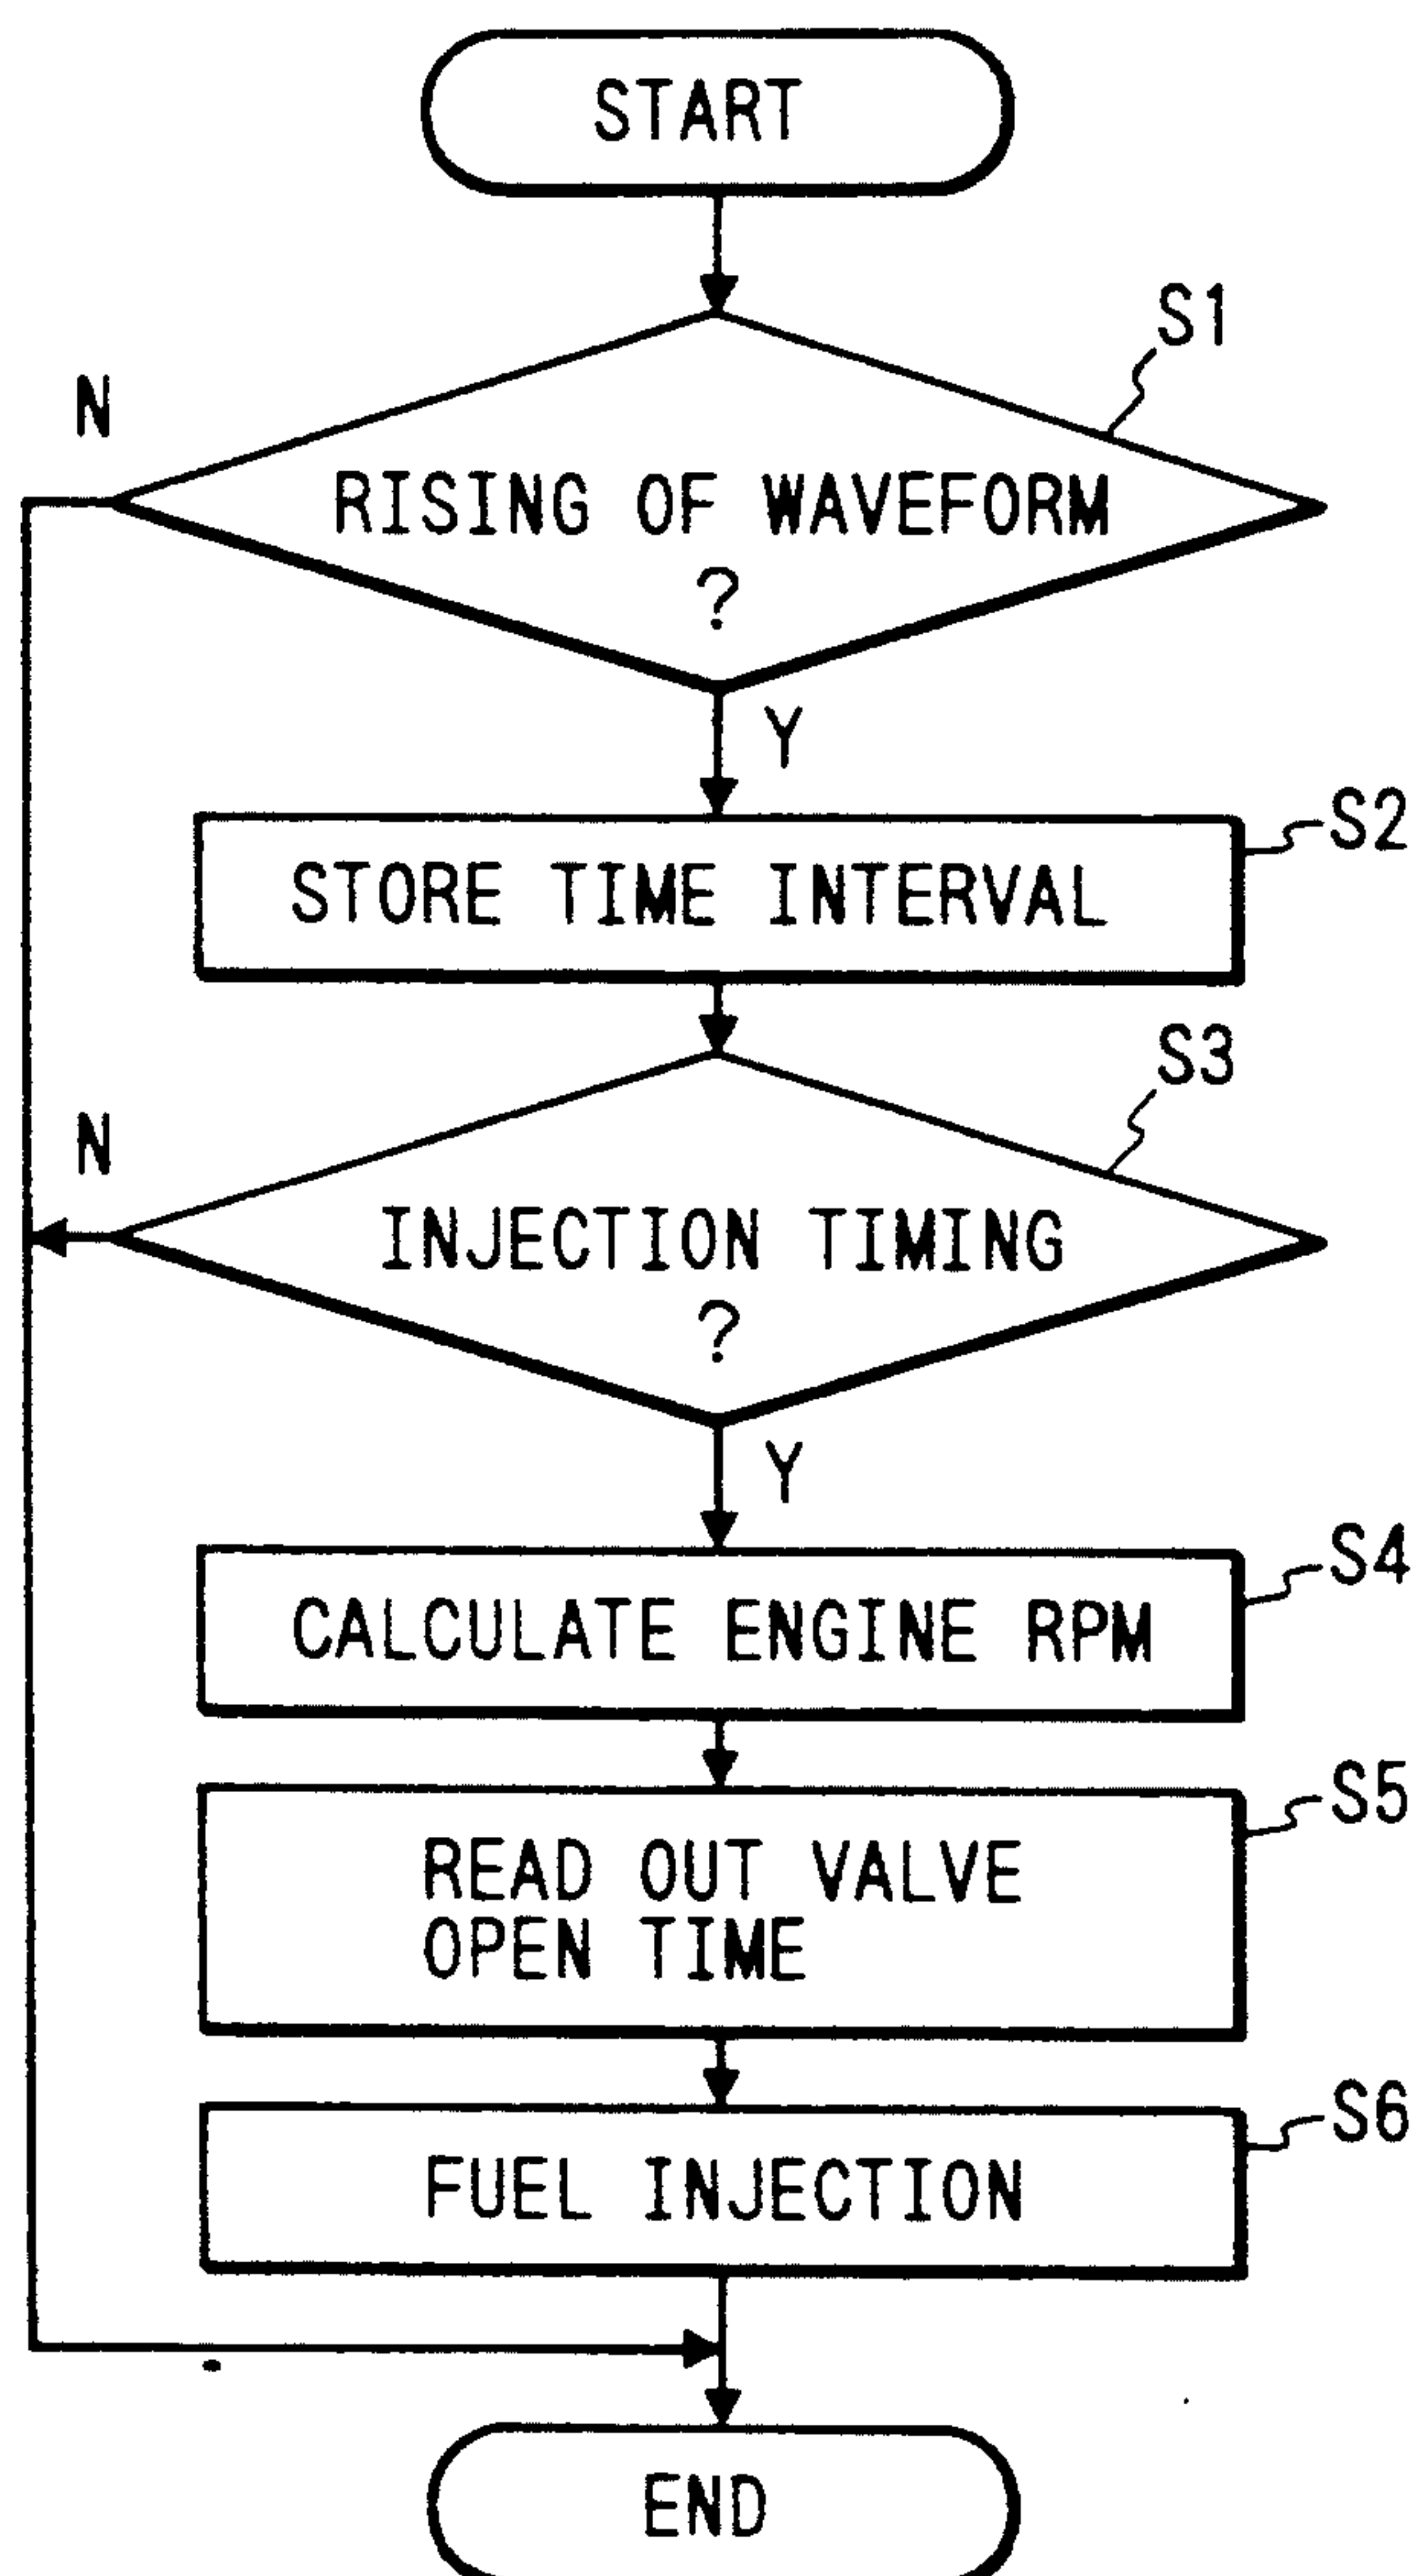 START
S1
N
RISING OF WAVEFORM
?
Y
S2
STORE TIME INTERVAL
S3
N
INJECTION TIMING
?
Y
S4
CALCULATE ENGINE RPM
S5
READ OUT VALVE
OPEN TIME
S6
FUEL INJECTION
END